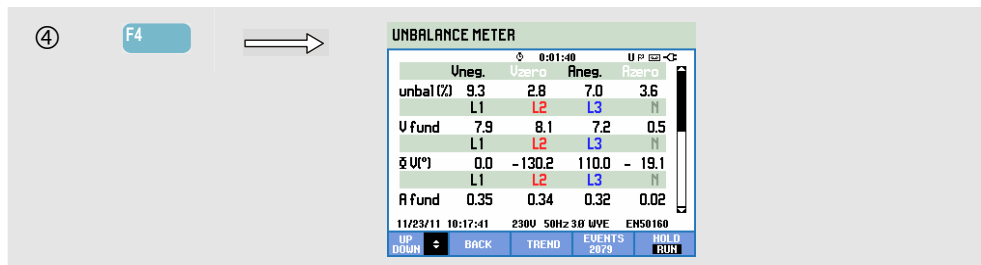 ④ F4
UNBALANCE METER
0:01:40 U
Vneg. Vzero Aneg. Azero
unbal(%) 9.3 2.8 7.0 3.6
L1 L2 L3 N
V fund 7.9 8.1 7.2 0.5
L1 L2 L3 N
Φ V(°) 0.0 -130.2 110.0 - 19.1
L1 L2 L3 N
A fund 0.35 0.34 0.32 0.02
11/23/11 10:17:41 230V 50Hz 3Ø WYE EN50160
UP DOWN BACK TREND EVENTS 2079 HOLD RUN